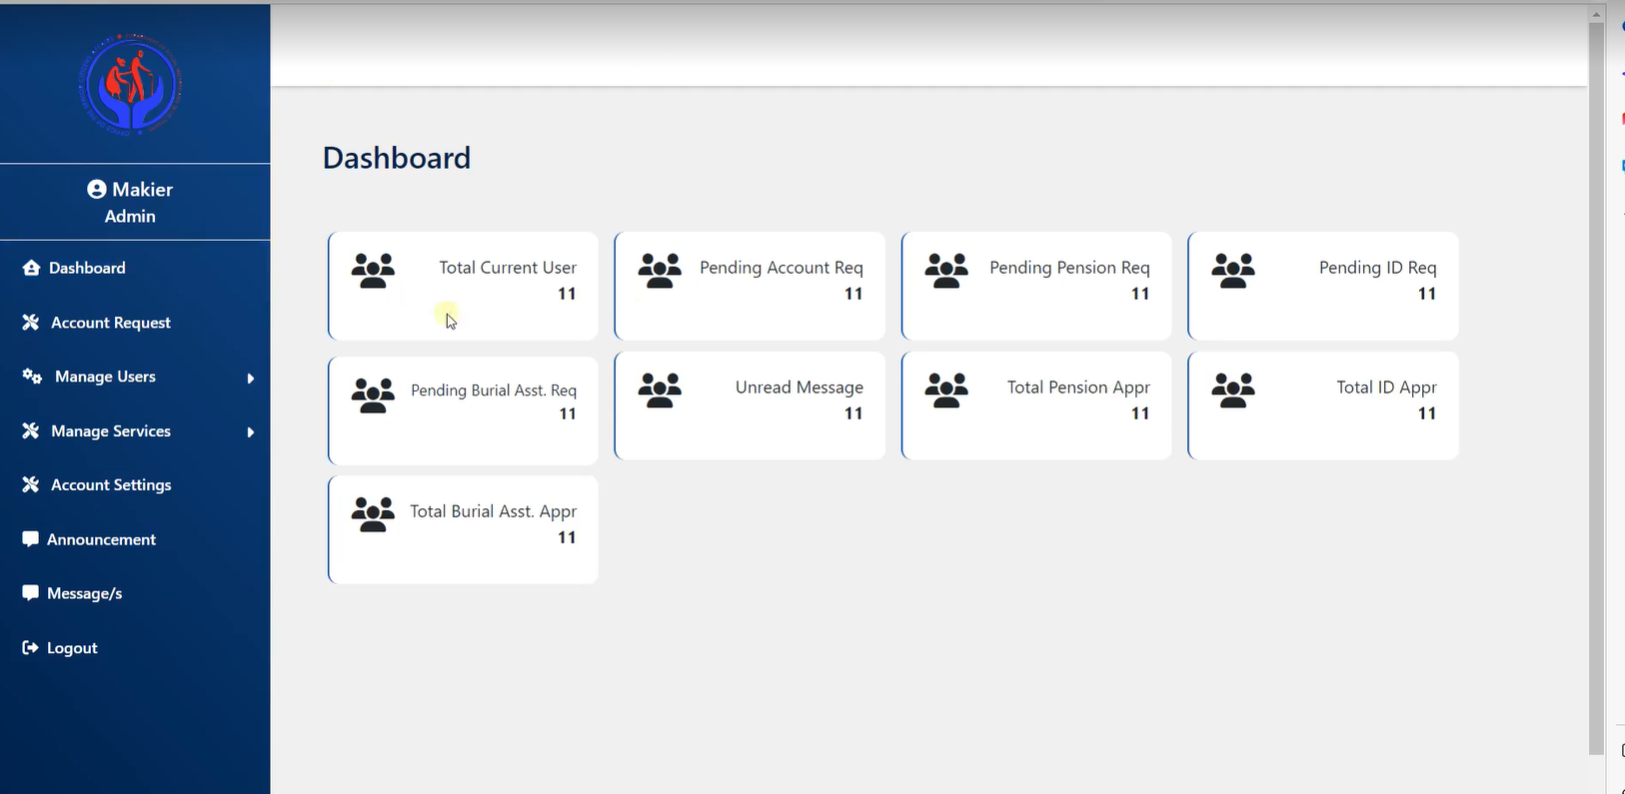 Makier
Admin
Dashboard
Account Request
Manage Users
Manage Services
Account Settings
Announcement
Message/s
Logout
Dashboard
Total Current User
11
Pending Account Req
11
Pending Pension Req
11
Pending ID Req
11
Pending Burial Asst. Req
11
Unread Message
11
Total Pension Appr
11
Total ID Appr
11
Total Burial Asst. Appr
11